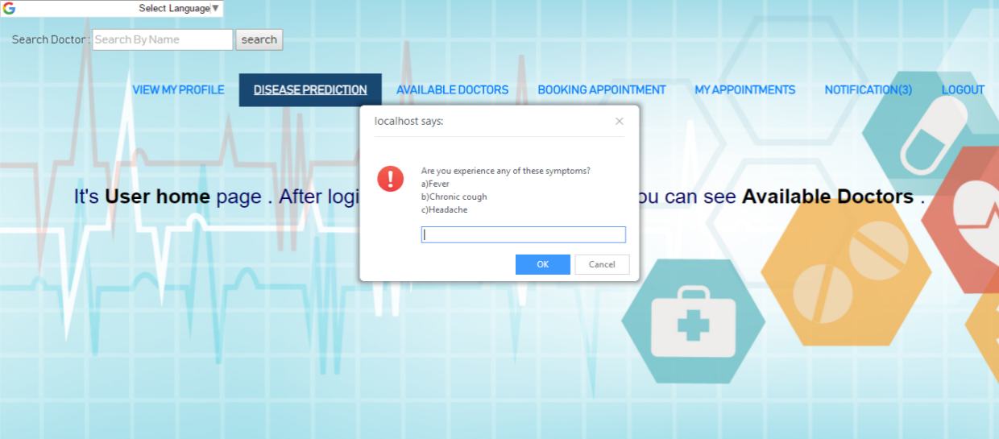 Select Language ▼
Search Doctor : Search By Name search
VIEW MY PROFILE DISEASE PREDICTION AVAILABLE DOCTORS BOOKING APPOINTMENT MY APPOINTMENTS NOTIFICATION(3) LOGOUT
localhost says:
Are you experience any of these symptoms?
a)Fever
b)Chronic cough
c)Headache
OK Cancel
It's User home page . After logi ou can see Available Doctors .